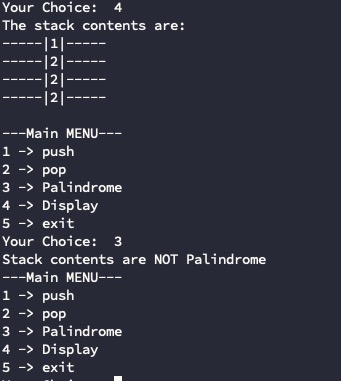 Your Choice:  4
The stack contents are:
-----|1|-----
-----|2|-----
-----|2|-----
-----|2|-----
---Main MENU---
1 -> push
2 -> pop
3 -> Palindrome
4 -> Display
5 -> exit
Your Choice:  3
Stack contents are NOT Palindrome
---Main MENU---
1 -> push
2 -> pop
3 -> Palindrome
4 -> Display
5 -> exit